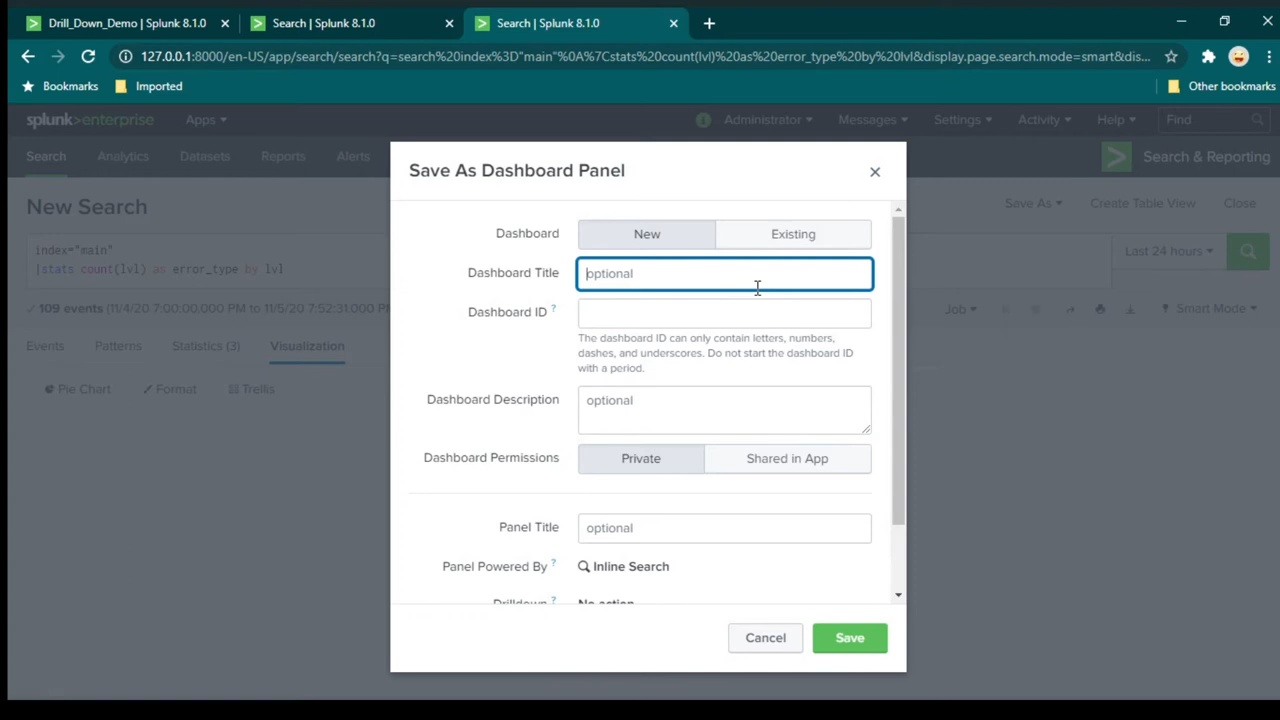 Drill_Down_Demo | Splunk 8.1.0 Search | Splunk 8.1.0 Search | Splunk 8.1.0
127.0.0.1:8000/en-US/app/search/search?q=search%20index%3D"main"%0A%7Cstats%20count(lvl)%20as%20error_type%20by%20lvl&display.page.search.mode=smart&dis...
Bookmarks Imported Other bookmarks
splunk>enterprise Apps Administrator Messages Settings Activity Help Find
Search Analytics Datasets Reports Alerts Search & Reporting
New Search Save As Create Table View Close
index="main"
|stats count(lvl) as error_type by lvl Last 24 hours
109 events (11/4/20 7:00:00.000 PM to 11/5/20 7:52:31.000 PM) Job Smart Mode
Events Patterns Statistics (3) Visualization
Pie Chart Format Trellis
Save As Dashboard Panel
Dashboard New Existing
Dashboard Title optional
Dashboard ID ?
The dashboard ID can only contain letters, numbers,
dashes, and underscores. Do not start the dashboard ID
with a period.
Dashboard Description optional
Dashboard Permissions Private Shared in App
Panel Title optional
Panel Powered By ? Inline Search
Drilldown ? No action
Cancel Save